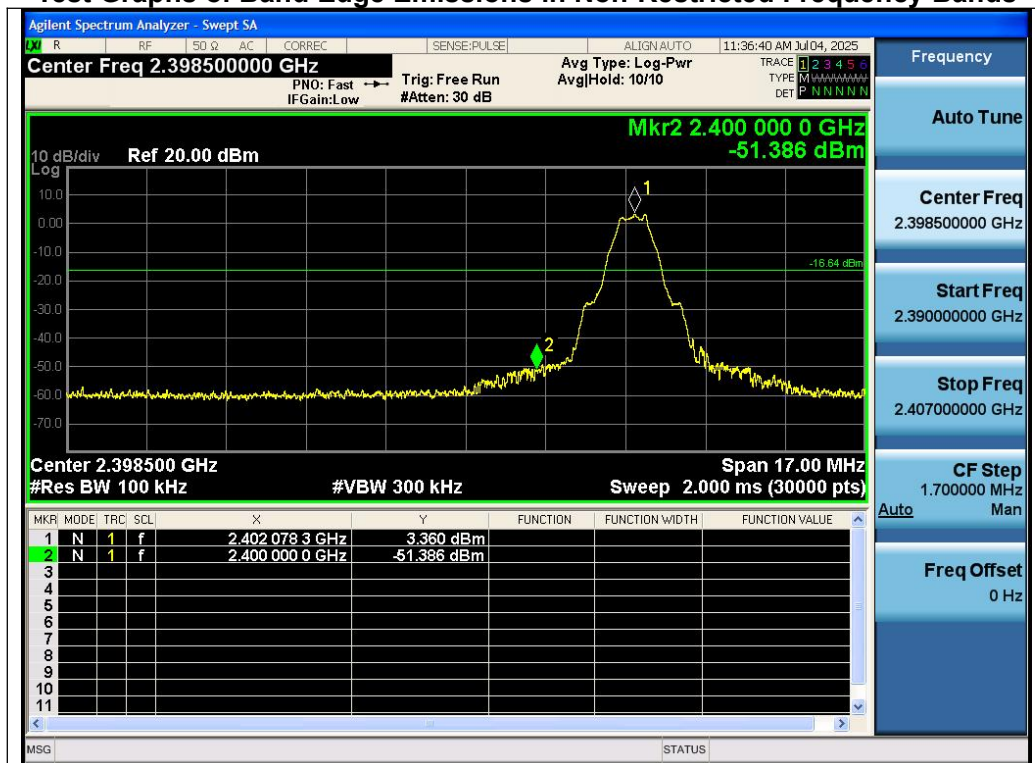 Test Graphs of Band Edge Emissions in Non-Restricted Frequency Bands
Agilent Spectrum Analyzer - Swept SA
LXI R RF 50 Ω AC CORREC SENSE:PULSE ALIGN AUTO 11:36:40 AM Jul 04, 2025
Center Freq 2.398500000 GHz
PNO: Fast
IFGain:Low
Trig: Free Run
#Atten: 30 dB
Avg Type: Log-Pwr
Avg|Hold: 10/10
TRACE 1 2 3 4 5 6
TYPE M WWWWW
DET P N N N N N
Mkr2 2.400 000 0 GHz
-51.386 dBm
10 dB/div Ref 20.00 dBm
Log
10.0
0.00
-10.0
-20.0
-30.0
-40.0
-50.0
-60.0
-70.0
1
2
-16.64 dBm
Center 2.398500 GHz Span 17.00 MHz
#Res BW 100 kHz #VBW 300 kHz Sweep 2.000 ms (30000 pts)
MKR MODE TRC SCL X Y FUNCTION FUNCTION WIDTH FUNCTION VALUE
1 N 1 f 2.402 078 3 GHz 3.360 dBm
2 N 1 f 2.400 000 0 GHz -51.386 dBm
3
4
5
6
7
8
9
10
11
MSG STATUS
Frequency
Auto Tune
Center Freq
2.398500000 GHz
Start Freq
2.390000000 GHz
Stop Freq
2.407000000 GHz
CF Step
1.700000 MHz
Auto Man
Freq Offset
0 Hz